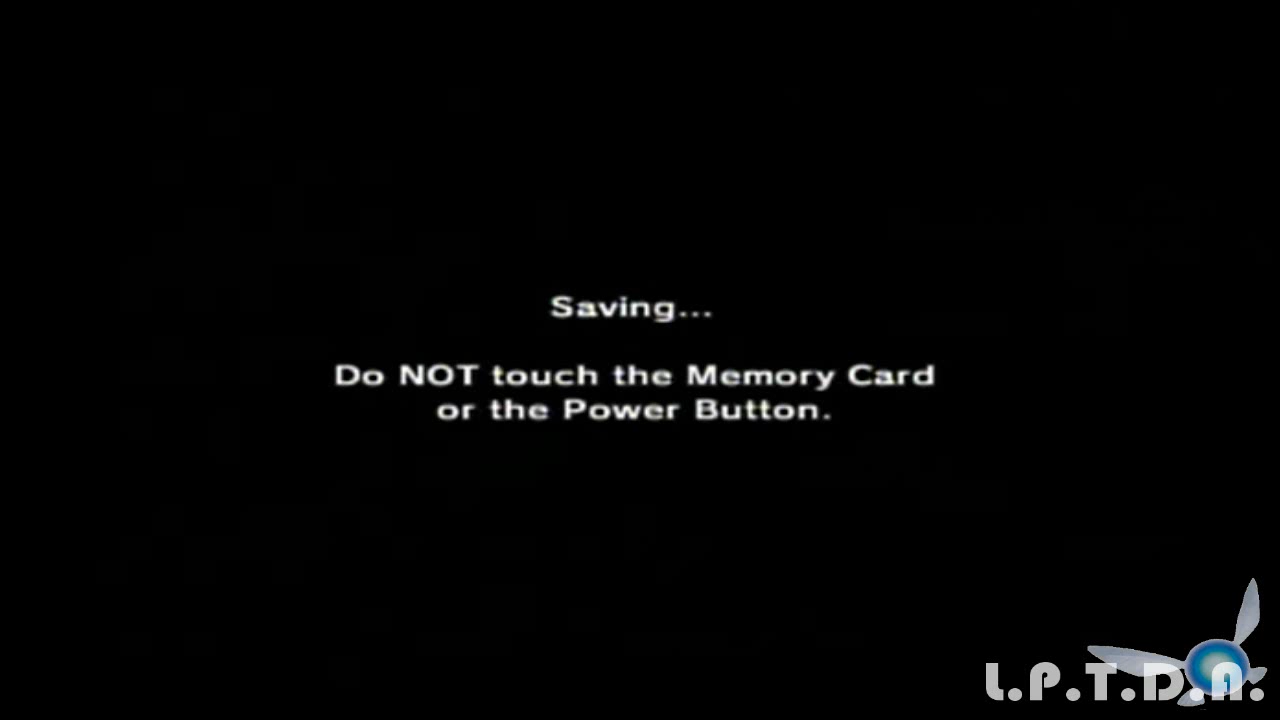 Saving...
Do NOT touch the Memory Card
or the Power Button.
L.P.T.D.A.